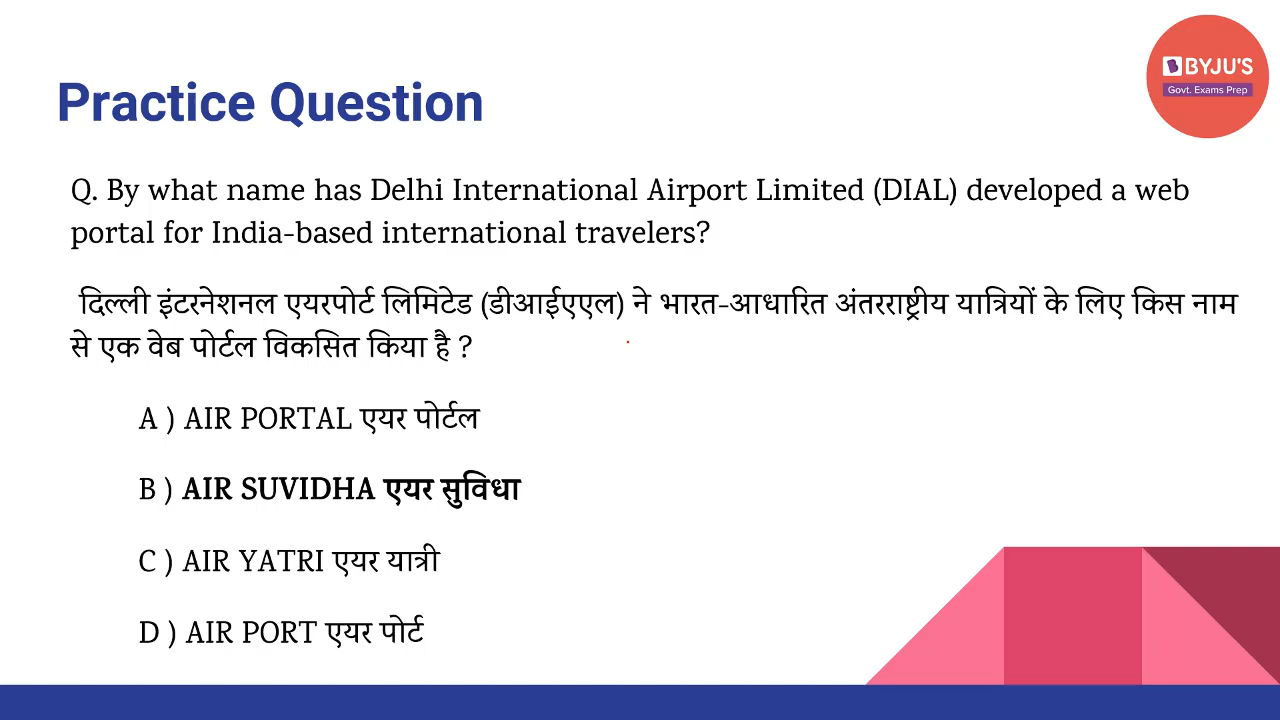 BYJU'S
Govt. Exams Prep
Practice Question
Q. By what name has Delhi International Airport Limited (DIAL) developed a web
portal for India-based international travelers?
दिल्ली इंटरनेशनल एयरपोर्ट लिमिटेड (डीआईएएल) ने भारत-आधारित अंतरराष्ट्रीय यात्रियों के लिए किस नाम
से एक वेब पोर्टल विकसित किया है ?
A ) AIR PORTAL एयर पोर्टल
B ) AIR SUVIDHA एयर सुविधा
C ) AIR YATRI एयर यात्री
D ) AIR PORT एयर पोर्ट